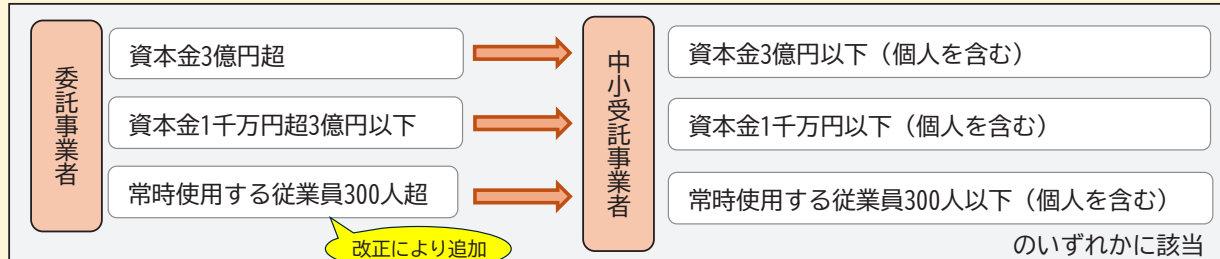 委託事業者
資本金3億円超
資本金1千万円超3億円以下
常時使用する従業員300人超
改正により追加
中小受託事業者
資本金3億円以下（個人を含む）
資本金1千万円以下（個人を含む）
常時使用する従業員300人以下（個人を含む）
のいずれかに該当